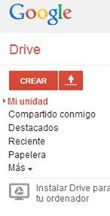 Google
Drive
CREAR
Mi unidad
Compartido conmigo
Destacados
Reciente
Papelera
Más
Instalar Drive para
tu ordenador